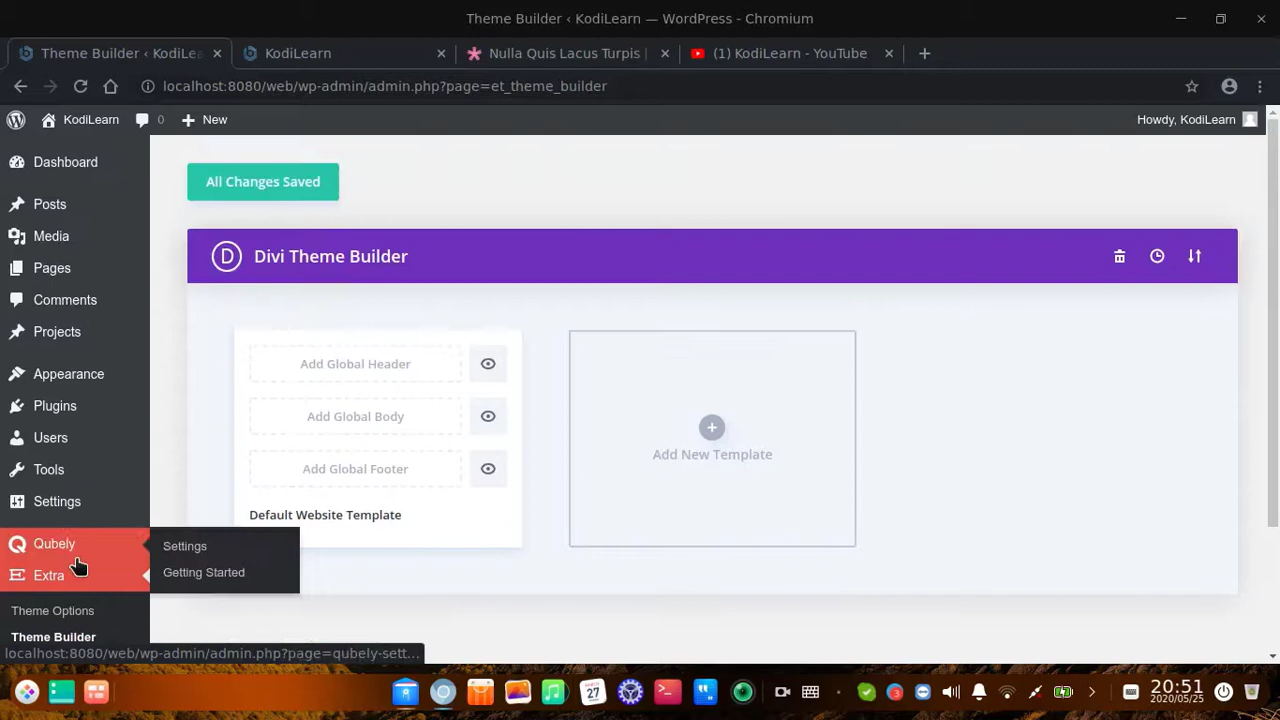 Theme Builder ‹ KodiLearn — WordPress - Chromium
Theme Builder ‹ KodiLea
KodiLearn
Nulla Quis Lacus Turpis |
(1) KodiLearn - YouTube
localhost:8080/web/wp-admin/admin.php?page=et_theme_builder
KodiLearn
0
New
Howdy, KodiLearn
Dashboard
Posts
Media
Pages
Comments
Projects
Appearance
Plugins
Users
Tools
Settings
Qubely
Extra
Theme Options
Theme Builder
Settings
Getting Started
All Changes Saved
D
Divi Theme Builder
Add Global Header
Add Global Body
Add Global Footer
Default Website Template
Add New Template
localhost:8080/web/wp-admin/admin.php?page=qubely-sett...
27
3
20:51
2020/05/25